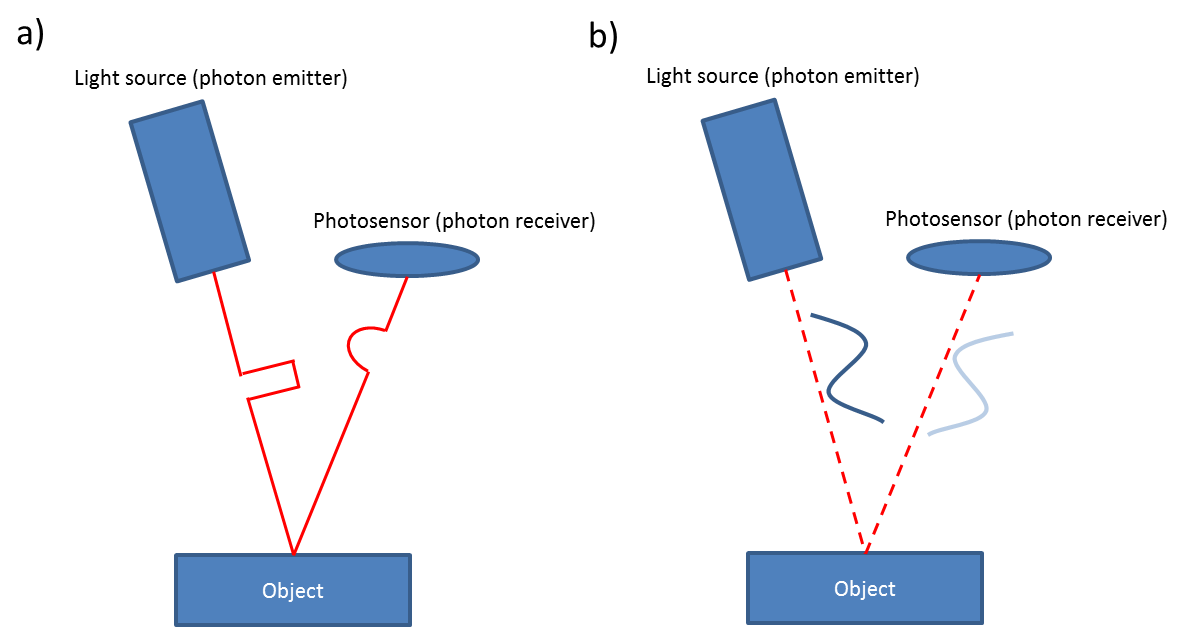 a)
Light source (photon emitter)
Photosensor (photon receiver)
Object
b)
Light source (photon emitter)
Photosensor (photon receiver)
Object